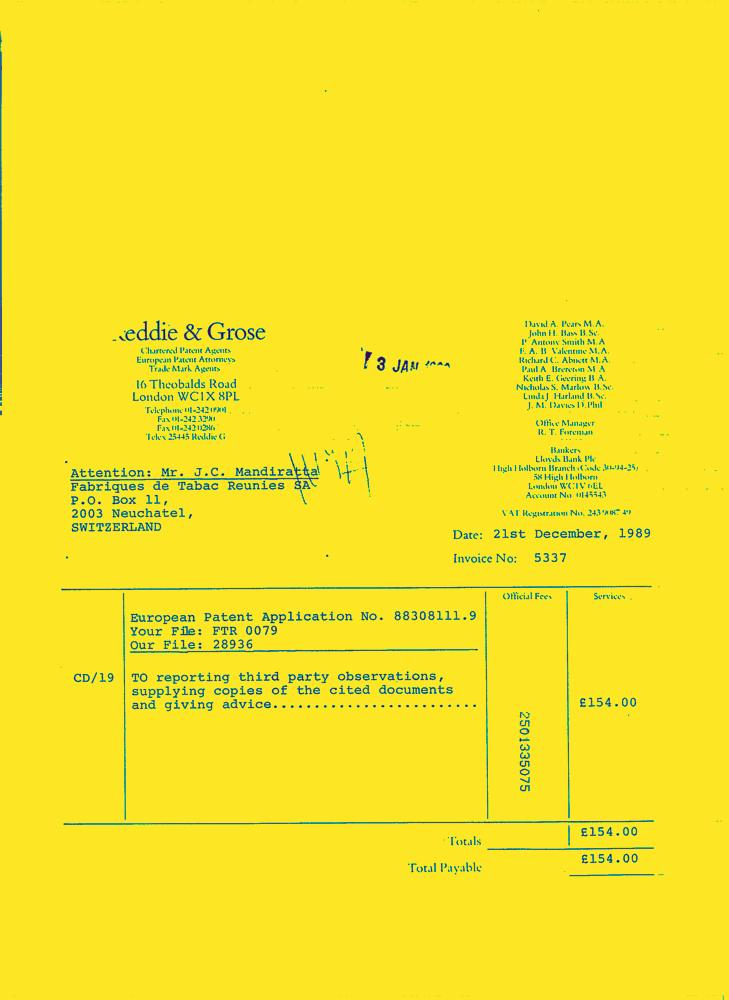 eddie & Grose
Chartered Patent Agents
European Patent Attorneys
Trade Mark Agents
16 Theobalds Road
London WC1X 8PL
Telephone 01-242 0901
Fax 01-242 3290
Fax 01-242 0286
Telex 25445 Reddie G
3 JAN
David A. Pears M.A.
John H. Bass B.Sc.
P. Antony Smith M.A
F. A. B. Valentine M.A.
Richard C. Abnett M.A.
Paul A. Brereton M.A
Keith E. Geering B.A.
Nicholas S. Marlow B.Sc.
Linda J Harland B.Sc.
J. M. Davies D.Phil
Office Manager
R. T. Foreman
Bankers
Lloyds Bank Plc
High Holborn Branch (Code 30-94-25)
58 High Holborn
London WC1V 6EL
Account No 0145543
VAT Registration No. 243 9087 49
Attention: Mr. J.C. Mandiratta
Fabriques de Tabac Reunies SA
P.O. Box 11,
2003 Neuchatel,
SWITZERLAND
Date: 21st December, 1989
Invoice No: 5337
Official Fees Services
European Patent Application No. 88308111.9
Your File: FTR 0079
Our File: 28936
CD/19 TO reporting third party observations,
supplying copies of the cited documents
and giving advice......................... £154.00
2501335075
Totals £154.00
Total Payable £154.00